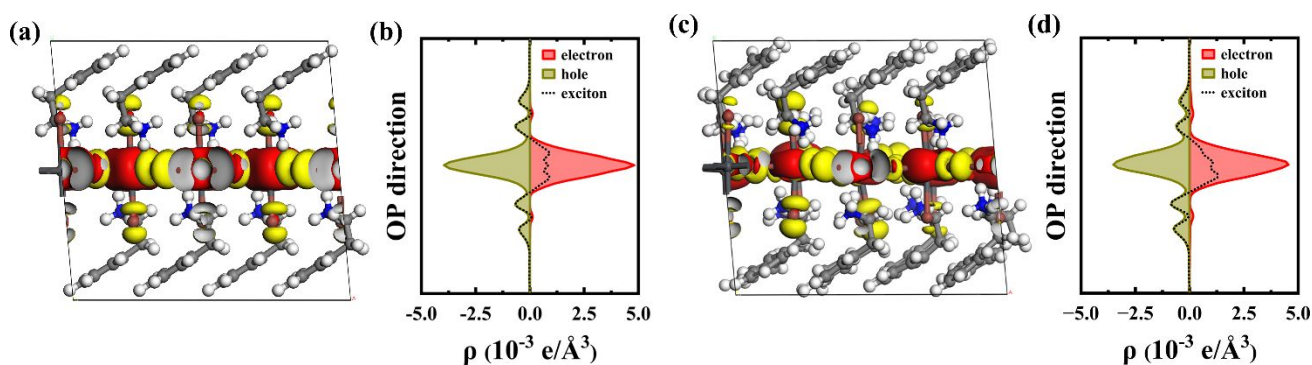 (a)
(b)
OP direction
electron
hole
exciton
-5.0 -2.5 0.0 2.5 5.0
ρ (10⁻³ e/Å³)
(c)
(d)
OP direction
electron
hole
exciton
−5.0 −2.5 0.0 2.5 5.0
ρ (10⁻³ e/Å³)